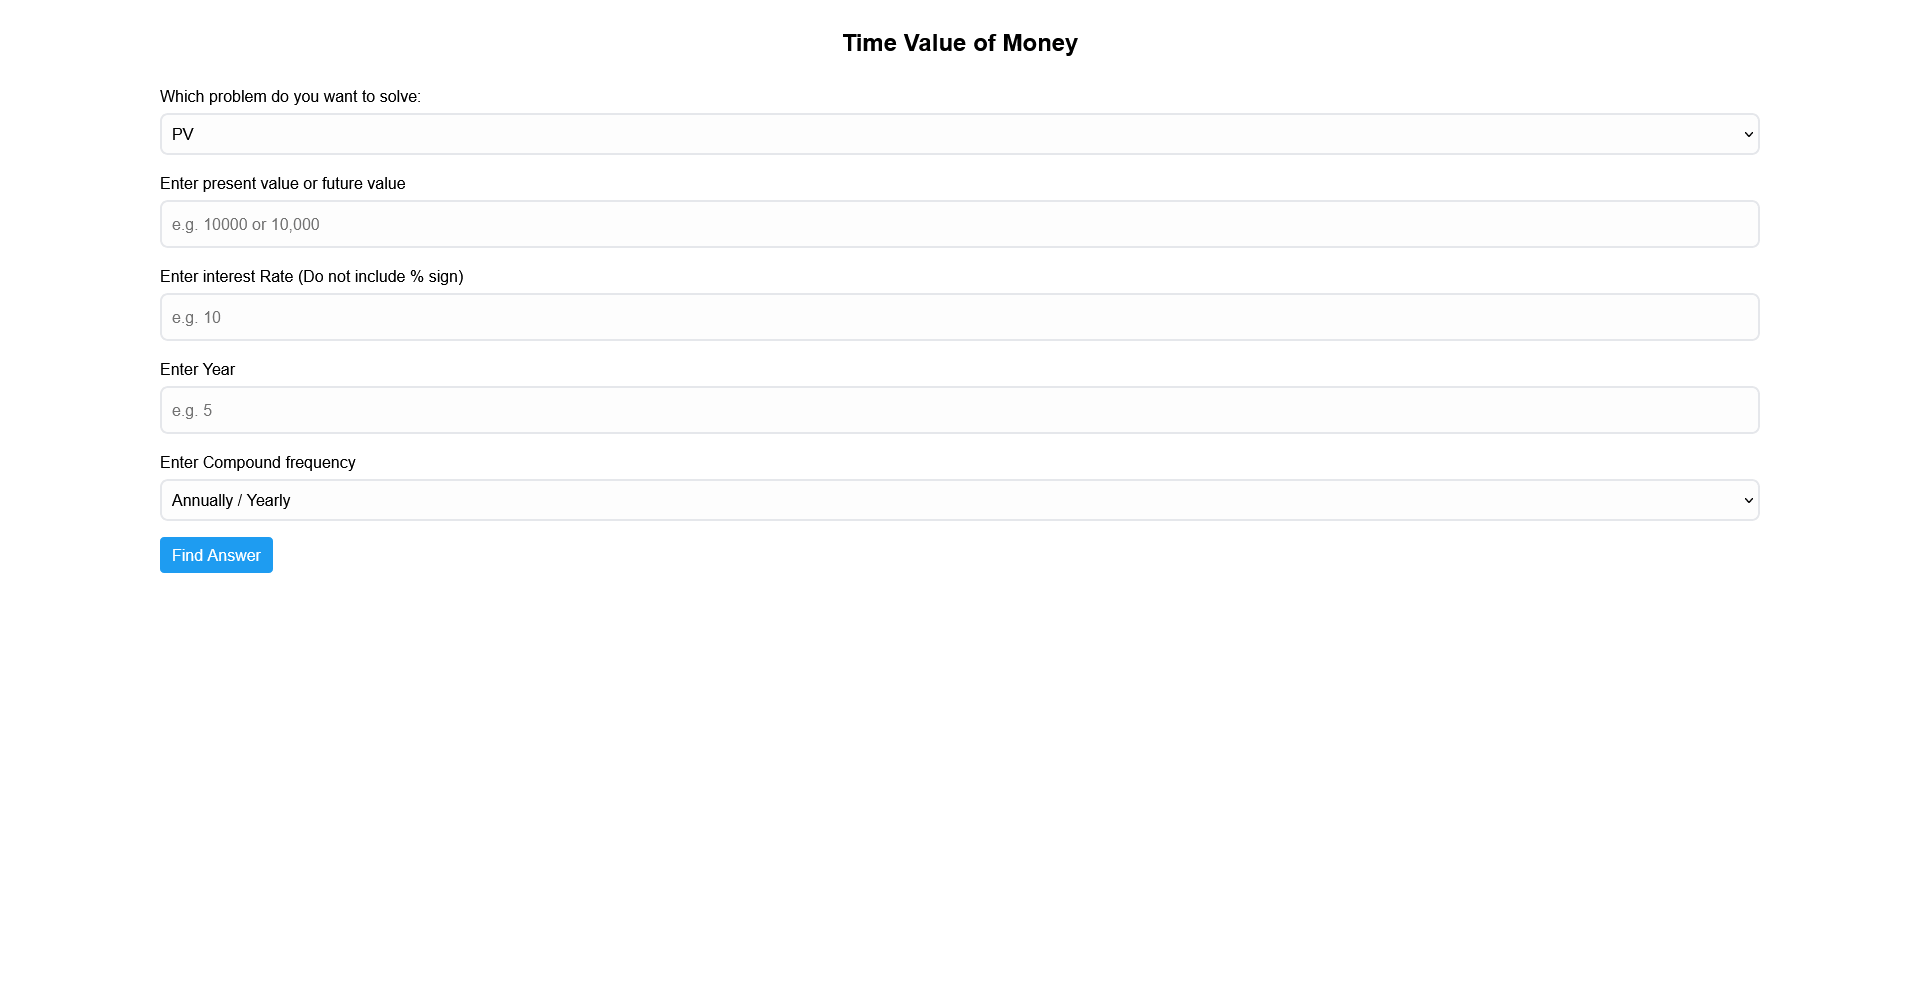 Time Value of Money
Which problem do you want to solve:
PV
Enter present value or future value
e.g. 10000 or 10,000
Enter interest Rate (Do not include % sign)
e.g. 10
Enter Year
e.g. 5
Enter Compound frequency
Annually / Yearly
Find Answer